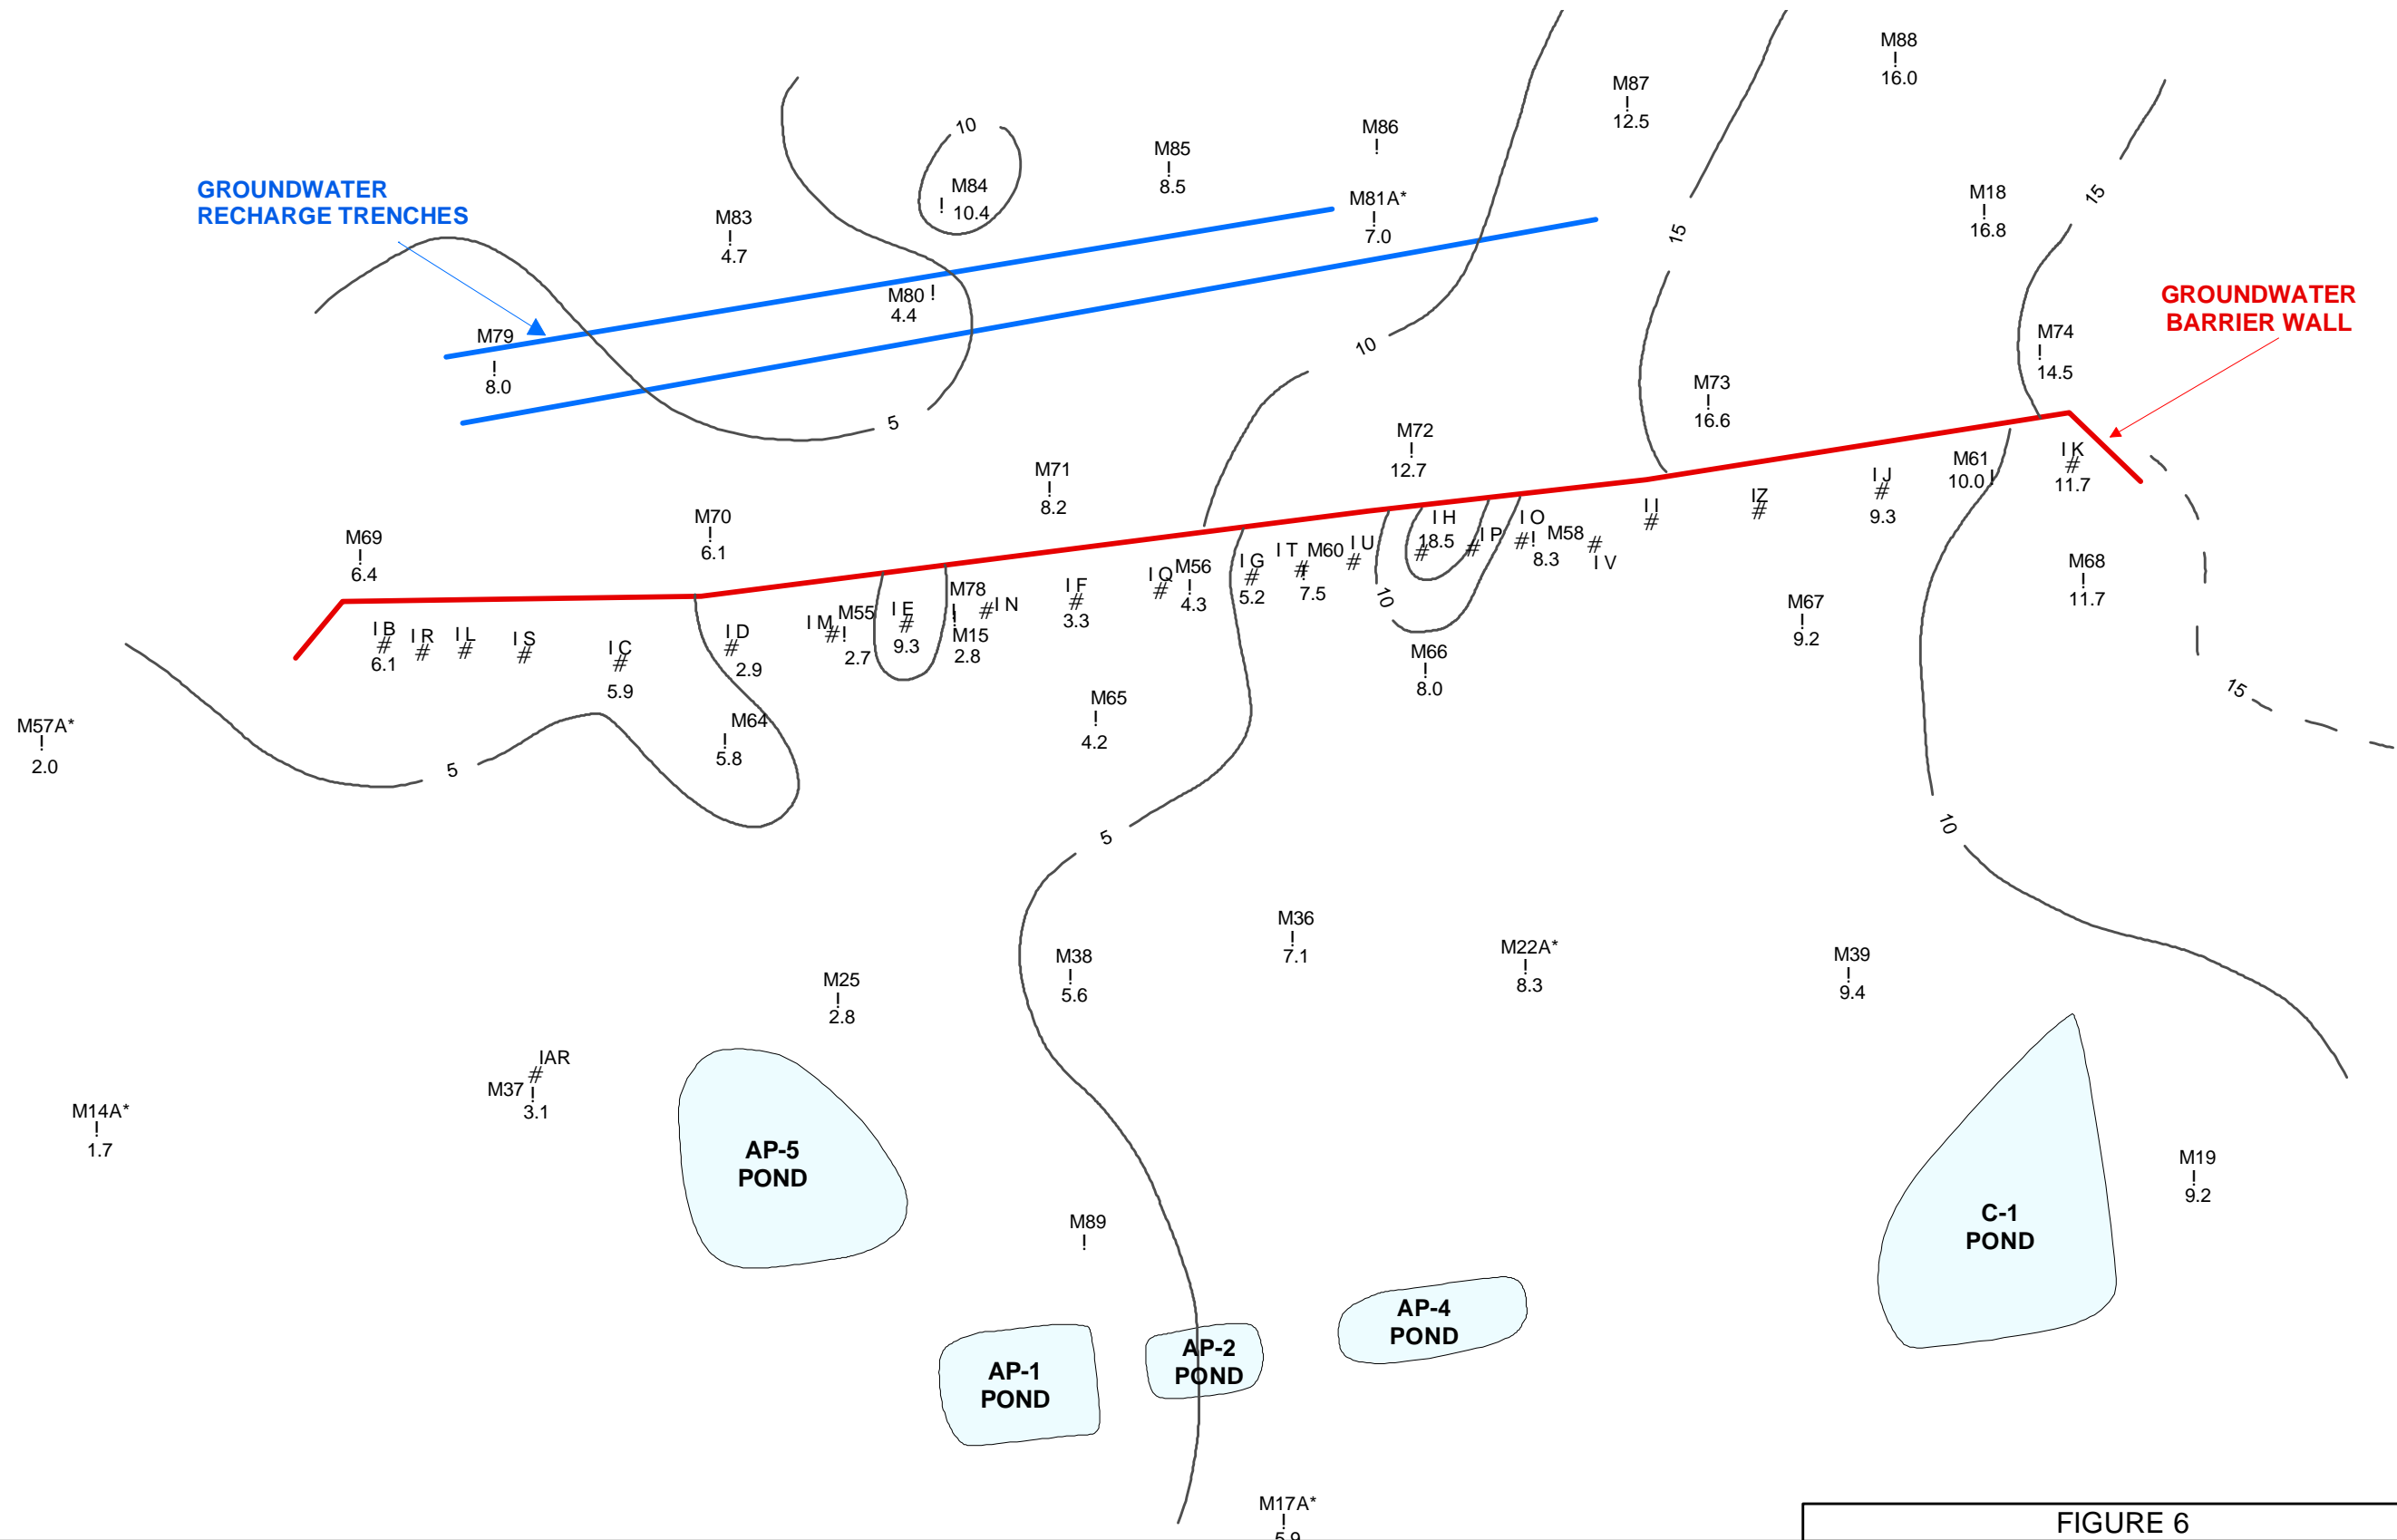 M88
16.0
M87
12.5
10
M86
M85
8.5
GROUNDWATER
RECHARGE TRENCHES
M84
10.4
M81A*
7.0
M18
16.8
15
M83
4.7
15
GROUNDWATER
BARRIER WALL
M80
4.4
M79
8.0
10
M74
14.5
M73
16.6
5
M72
12.7
M71
8.2
M61
10.0
I K
11.7
I J
9.3
IZ
I I
M70
6.1
M69
6.4
I H
18.5
I P
I O
M58
8.3
I V
I U
M60
I T
7.5
I G
5.2
M56
4.3
I Q
I F
3.3
M78
I N
M15
2.8
I E
9.3
M55
I M
2.7
I D
2.9
I B
6.1
I R
I L
I S
I C
5.9
10
M68
11.7
M67
9.2
M66
8.0
15
M65
4.2
M64
5.8
M57A*
2.0
5
5
10
M36
7.1
M22A*
8.3
M38
5.6
M39
9.4
M25
2.8
IAR
M37
3.1
M14A*
1.7
AP-5
POND
M19
9.2
M89
C-1
POND
AP-4
POND
AP-2
POND
AP-1
POND
M17A*
5.9
FIGURE 6